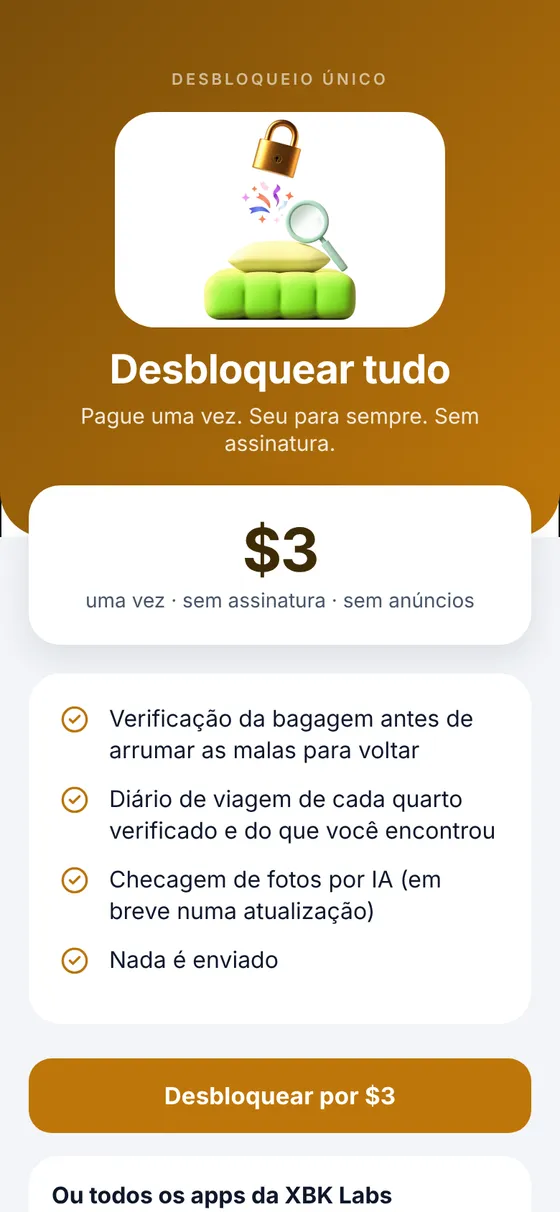 DESBLOQUEIO ÚNICO
Desbloquear tudo
Pague uma vez. Seu para sempre. Sem
assinatura.
$3
uma vez · sem assinatura · sem anúncios
Verificação da bagagem antes de
arrumar as malas para voltar
Diário de viagem de cada quarto
verificado e do que você encontrou
Checagem de fotos por IA (em
breve numa atualização)
Nada é enviado
Desbloquear por $3
Ou todos os apps da XBK Labs